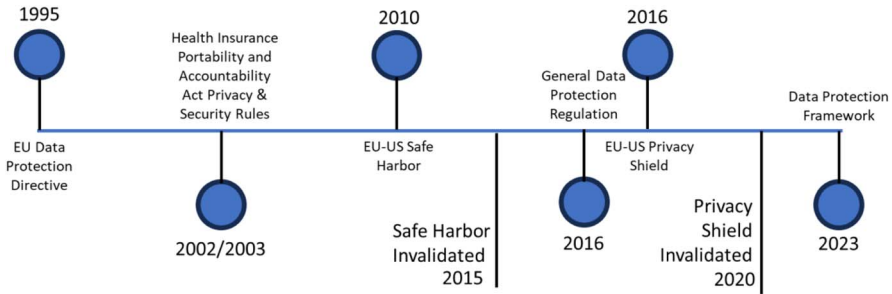 1995
EU Data
Protection
Directive
Health Insurance
Portability and
Accountability
Act Privacy &
Security Rules
2002/2003
2010
EU-US Safe
Harbor
Safe Harbor
Invalidated
2015
General Data
Protection
Regulation
2016
2016
EU-US Privacy
Shield
Privacy
Shield
Invalidated
2020
Data Protection
Framework
2023